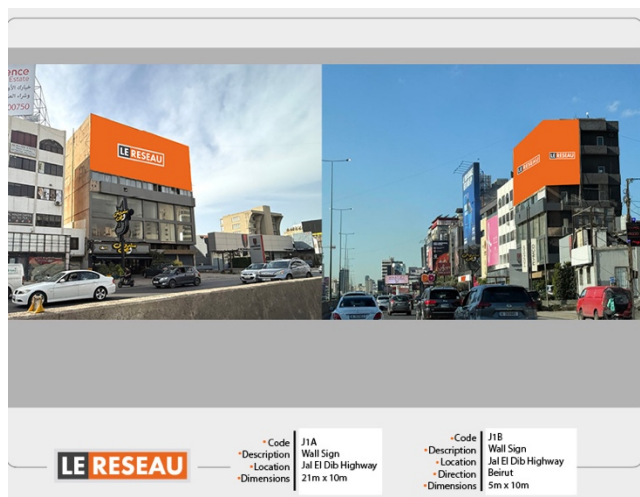 ence
Estate
00750
LE RESEAU
LE RESEAU
LE RESEAU
LE RESEAU
Code J1A
Description Wall Sign
Location Jal El Dib Highway
Dimensions 21m x 10m
Code J1B
Description Wall Sign
Location Jal El Dib Highway
Direction Beirut
Dimensions 5m x 10m